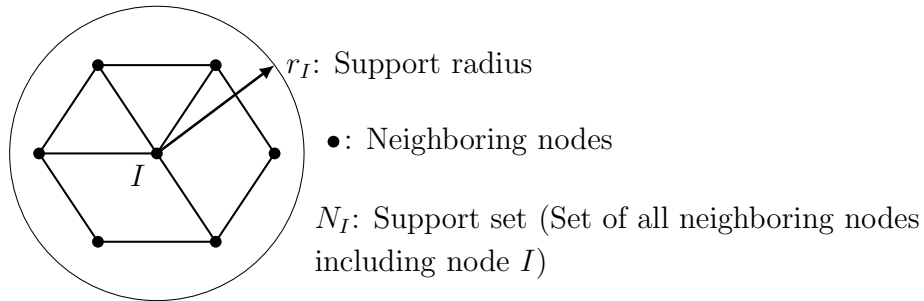 r_I: Support radius
●: Neighboring nodes
I
N_I: Support set (Set of all neighboring nodes
including node I)